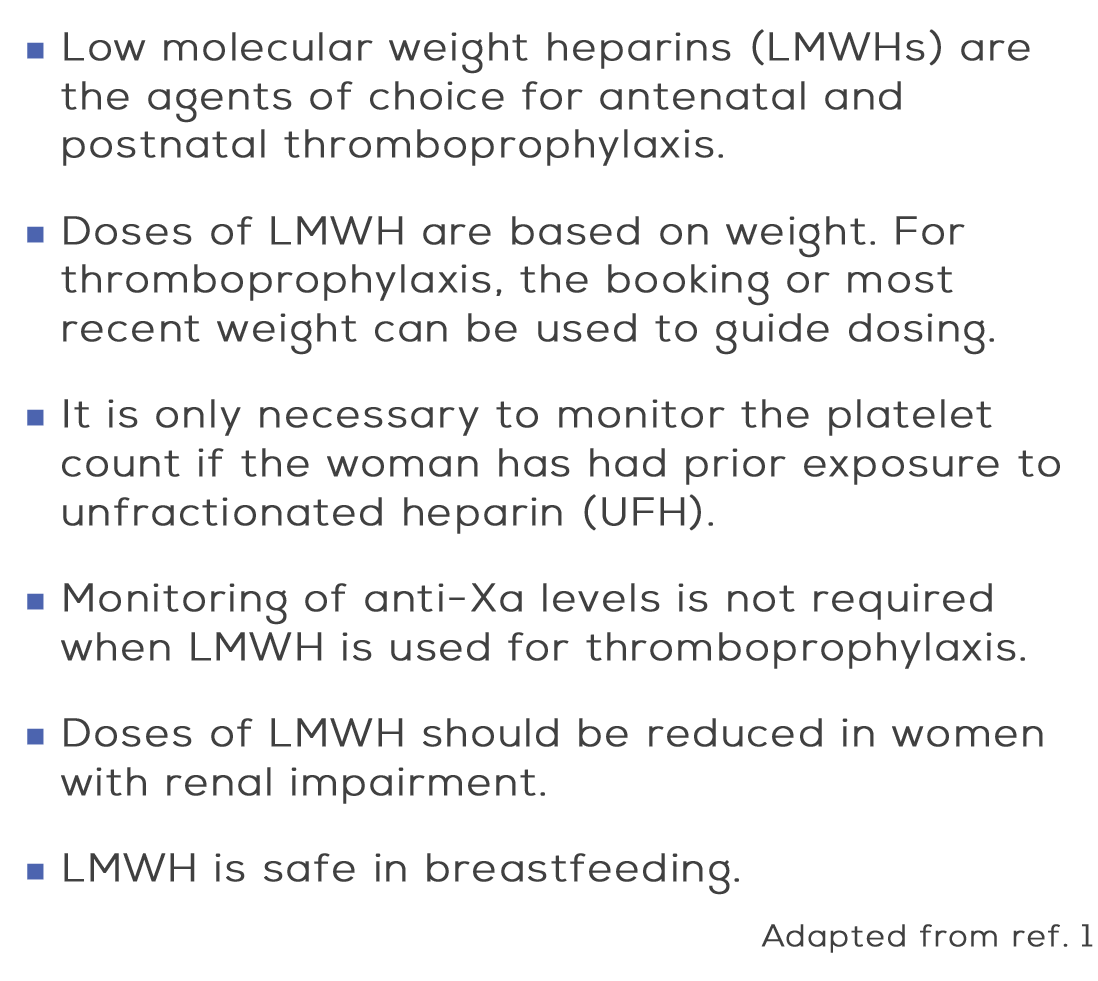 ▪ Low molecular weight heparins (LMWHs) are
the agents of choice for antenatal and
postnatal thromboprophylaxis.
▪ Doses of LMWH are based on weight. For
thromboprophylaxis, the booking or most
recent weight can be used to guide dosing.
▪ It is only necessary to monitor the platelet
count if the woman has had prior exposure to
unfractionated heparin (UFH).
▪ Monitoring of anti-Xa levels is not required
when LMWH is used for thromboprophylaxis.
▪ Doses of LMWH should be reduced in women
with renal impairment.
▪ LMWH is safe in breastfeeding.
Adapted from ref. 1